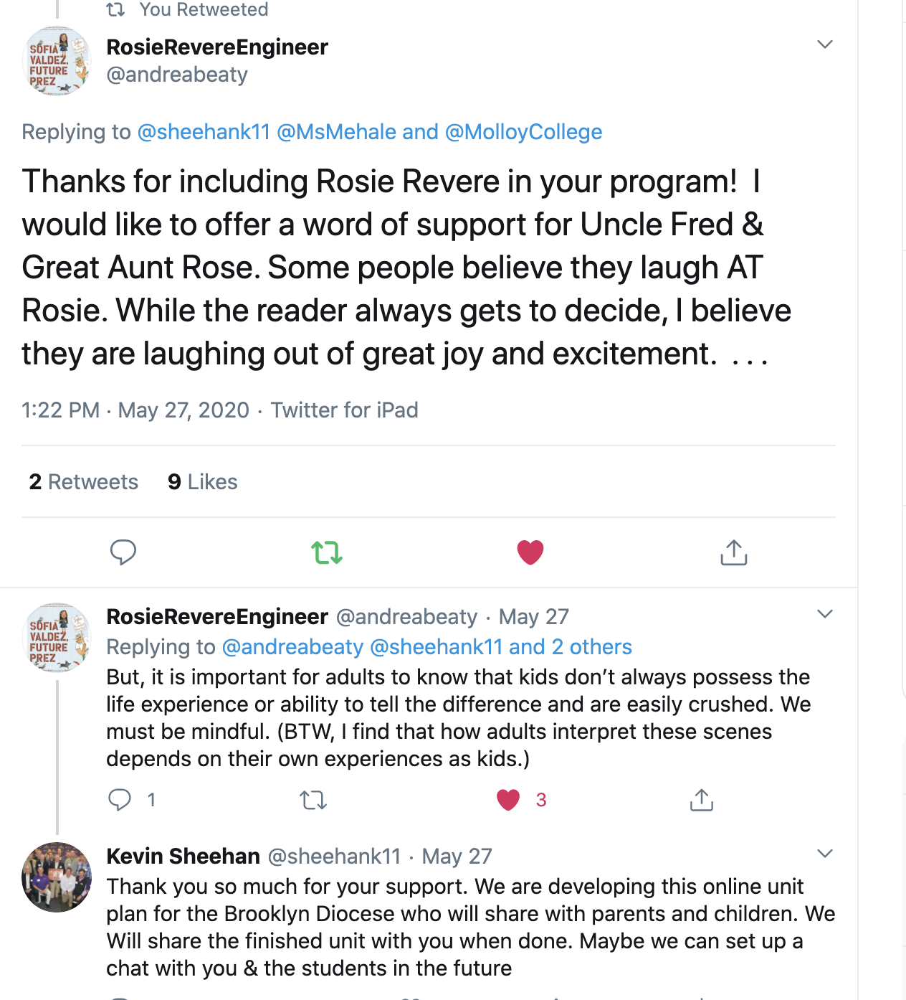 You Retweeted
SOFIA
VALDEZ,
FUTURE
PREZ
RosieRevereEngineer
@andreabeaty
Replying to @sheehank11 @MsMehale and @MolloyCollege
Thanks for including Rosie Revere in your program!  I
would like to offer a word of support for Uncle Fred &
Great Aunt Rose. Some people believe they laugh AT
Rosie. While the reader always gets to decide, I believe
they are laughing out of great joy and excitement.  . . .
1:22 PM · May 27, 2020 · Twitter for iPad
2 Retweets 9 Likes
SOFIA
VALDEZ,
FUTURE
PREZ
RosieRevereEngineer @andreabeaty · May 27
Replying to @andreabeaty @sheehank11 and 2 others
But, it is important for adults to know that kids don’t always possess the
life experience or ability to tell the difference and are easily crushed. We
must be mindful. (BTW, I find that how adults interpret these scenes
depends on their own experiences as kids.)
1 3
Kevin Sheehan @sheehank11 · May 27
Thank you so much for your support. We are developing this online unit
plan for the Brooklyn Diocese who will share with parents and children. We
Will share the finished unit with you when done. Maybe we can set up a
chat with you & the students in the future